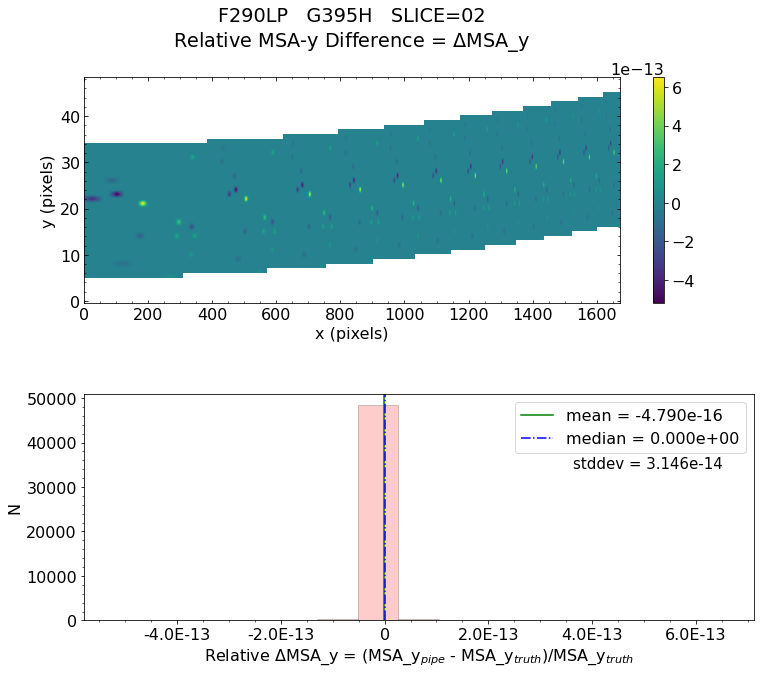 F290LP   G395H   SLICE=02
Relative MSA-y Difference = ΔMSA_y
1e−13
40
30
20
10
0
y (pixels)
0 200 400 600 800 1000 1200 1400 1600
x (pixels)
6
4
2
0
−2
−4
50000
40000
30000
20000
10000
0
N
mean = -4.790e-16
median = 0.000e+00
stddev = 3.146e-14
-4.0E-13 -2.0E-13 0 2.0E-13 4.0E-13 6.0E-13
Relative ΔMSA_y = (MSA_y_pipe - MSA_y_truth)/MSA_y_truth